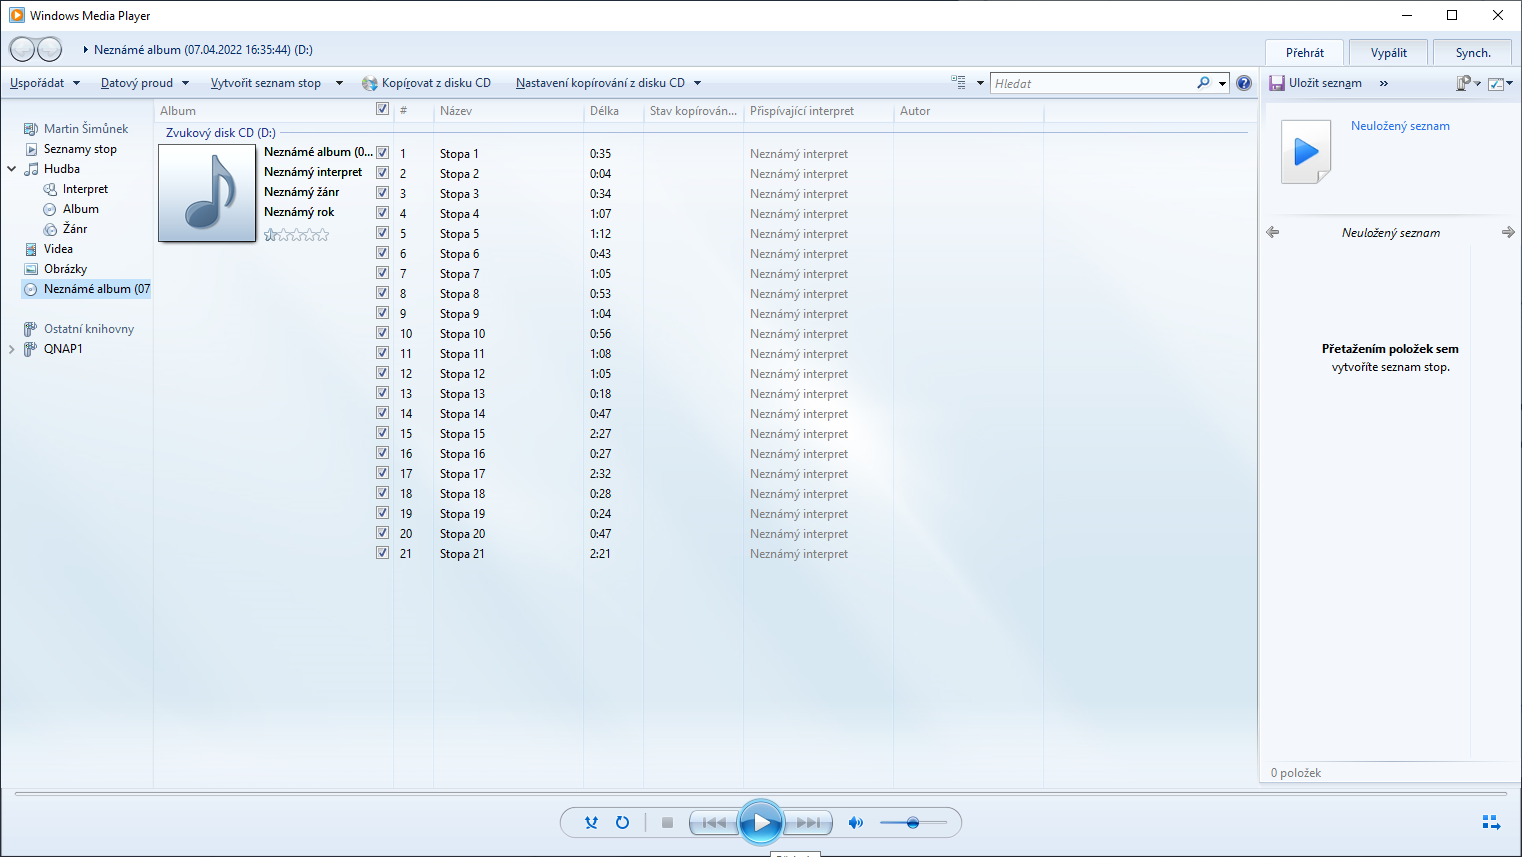 Windows Media Player
Neznámé album (07.04.2022 16:35:44) (D:)
Přehrát
Vypálit
Synch.
Uspořádat
Datový proud
Vytvořit seznam stop
Kopírovat z disku CD
Nastavení kopírování z disku CD
Hledat
Uložit seznam
»
Martin Šimůnek
Seznamy stop
Hudba
Interpret
Album
Žánr
Videa
Obrázky
Neznámé album (07
Ostatní knihovny
QNAP1
Album # Název Délka Stav kopírován... Přispívající interpret Autor
Zvukový disk CD (D:)
Neznámé album (0...
Neznámý interpret
Neznámý žánr
Neznámý rok
1 Stopa 1 0:35 Neznámý interpret
2 Stopa 2 0:04 Neznámý interpret
3 Stopa 3 0:34 Neznámý interpret
4 Stopa 4 1:07 Neznámý interpret
5 Stopa 5 1:12 Neznámý interpret
6 Stopa 6 0:43 Neznámý interpret
7 Stopa 7 1:05 Neznámý interpret
8 Stopa 8 0:53 Neznámý interpret
9 Stopa 9 1:04 Neznámý interpret
10 Stopa 10 0:56 Neznámý interpret
11 Stopa 11 1:08 Neznámý interpret
12 Stopa 12 1:05 Neznámý interpret
13 Stopa 13 0:18 Neznámý interpret
14 Stopa 14 0:47 Neznámý interpret
15 Stopa 15 2:27 Neznámý interpret
16 Stopa 16 0:27 Neznámý interpret
17 Stopa 17 2:32 Neznámý interpret
18 Stopa 18 0:28 Neznámý interpret
19 Stopa 19 0:24 Neznámý interpret
20 Stopa 20 0:47 Neznámý interpret
21 Stopa 21 2:21 Neznámý interpret
Neuložený seznam
Neuložený seznam
Přetažením položek sem
vytvoříte seznam stop.
0 položek